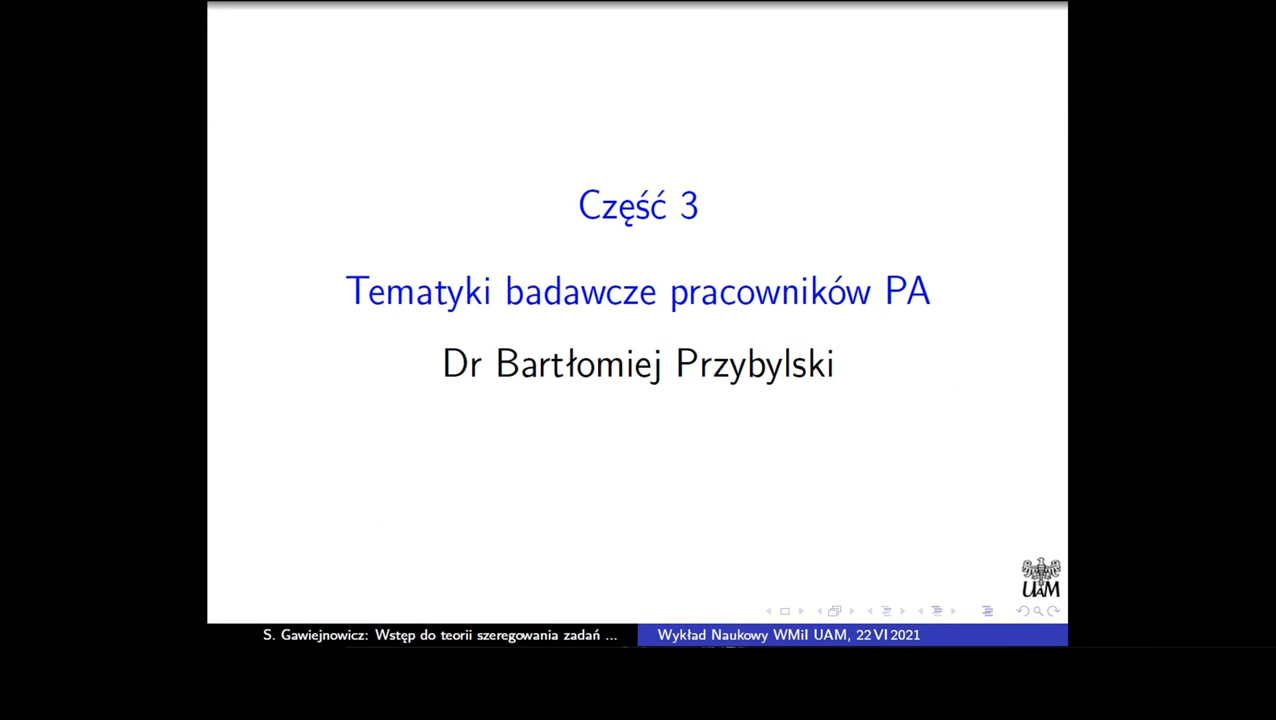 Część 3
Tematyki badawcze pracowników PA
Dr Bartłomiej Przybylski
UAM
S. Gawiejnowicz: Wstęp do teorii szeregowania zadań ...
Wykład Naukowy WMiI UAM, 22 VI 2021